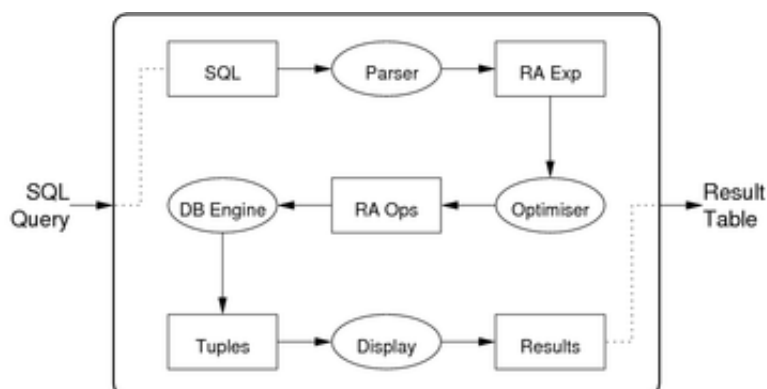 SQL
Parser
RA Exp
SQL
Query
DB Engine
RA Ops
Optimiser
Result
Table
Tuples
Display
Results